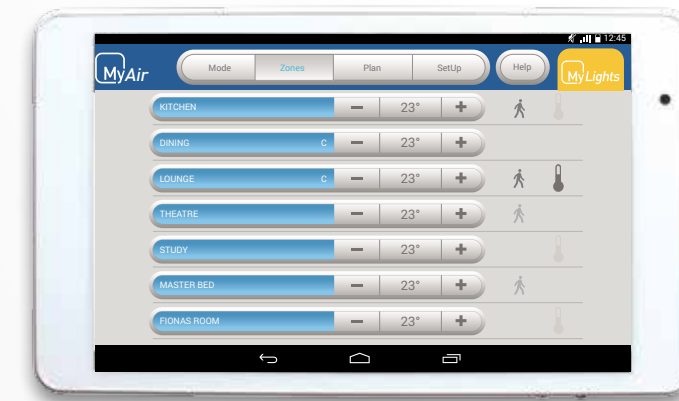 12:45
MyAir Mode Zones Plan SetUp Help MyLights
KITCHEN 23°
DINING C 23°
LOUNGE C 23°
THEATRE 23°
STUDY 23°
MASTER BED 23°
FIONAS ROOM 23°